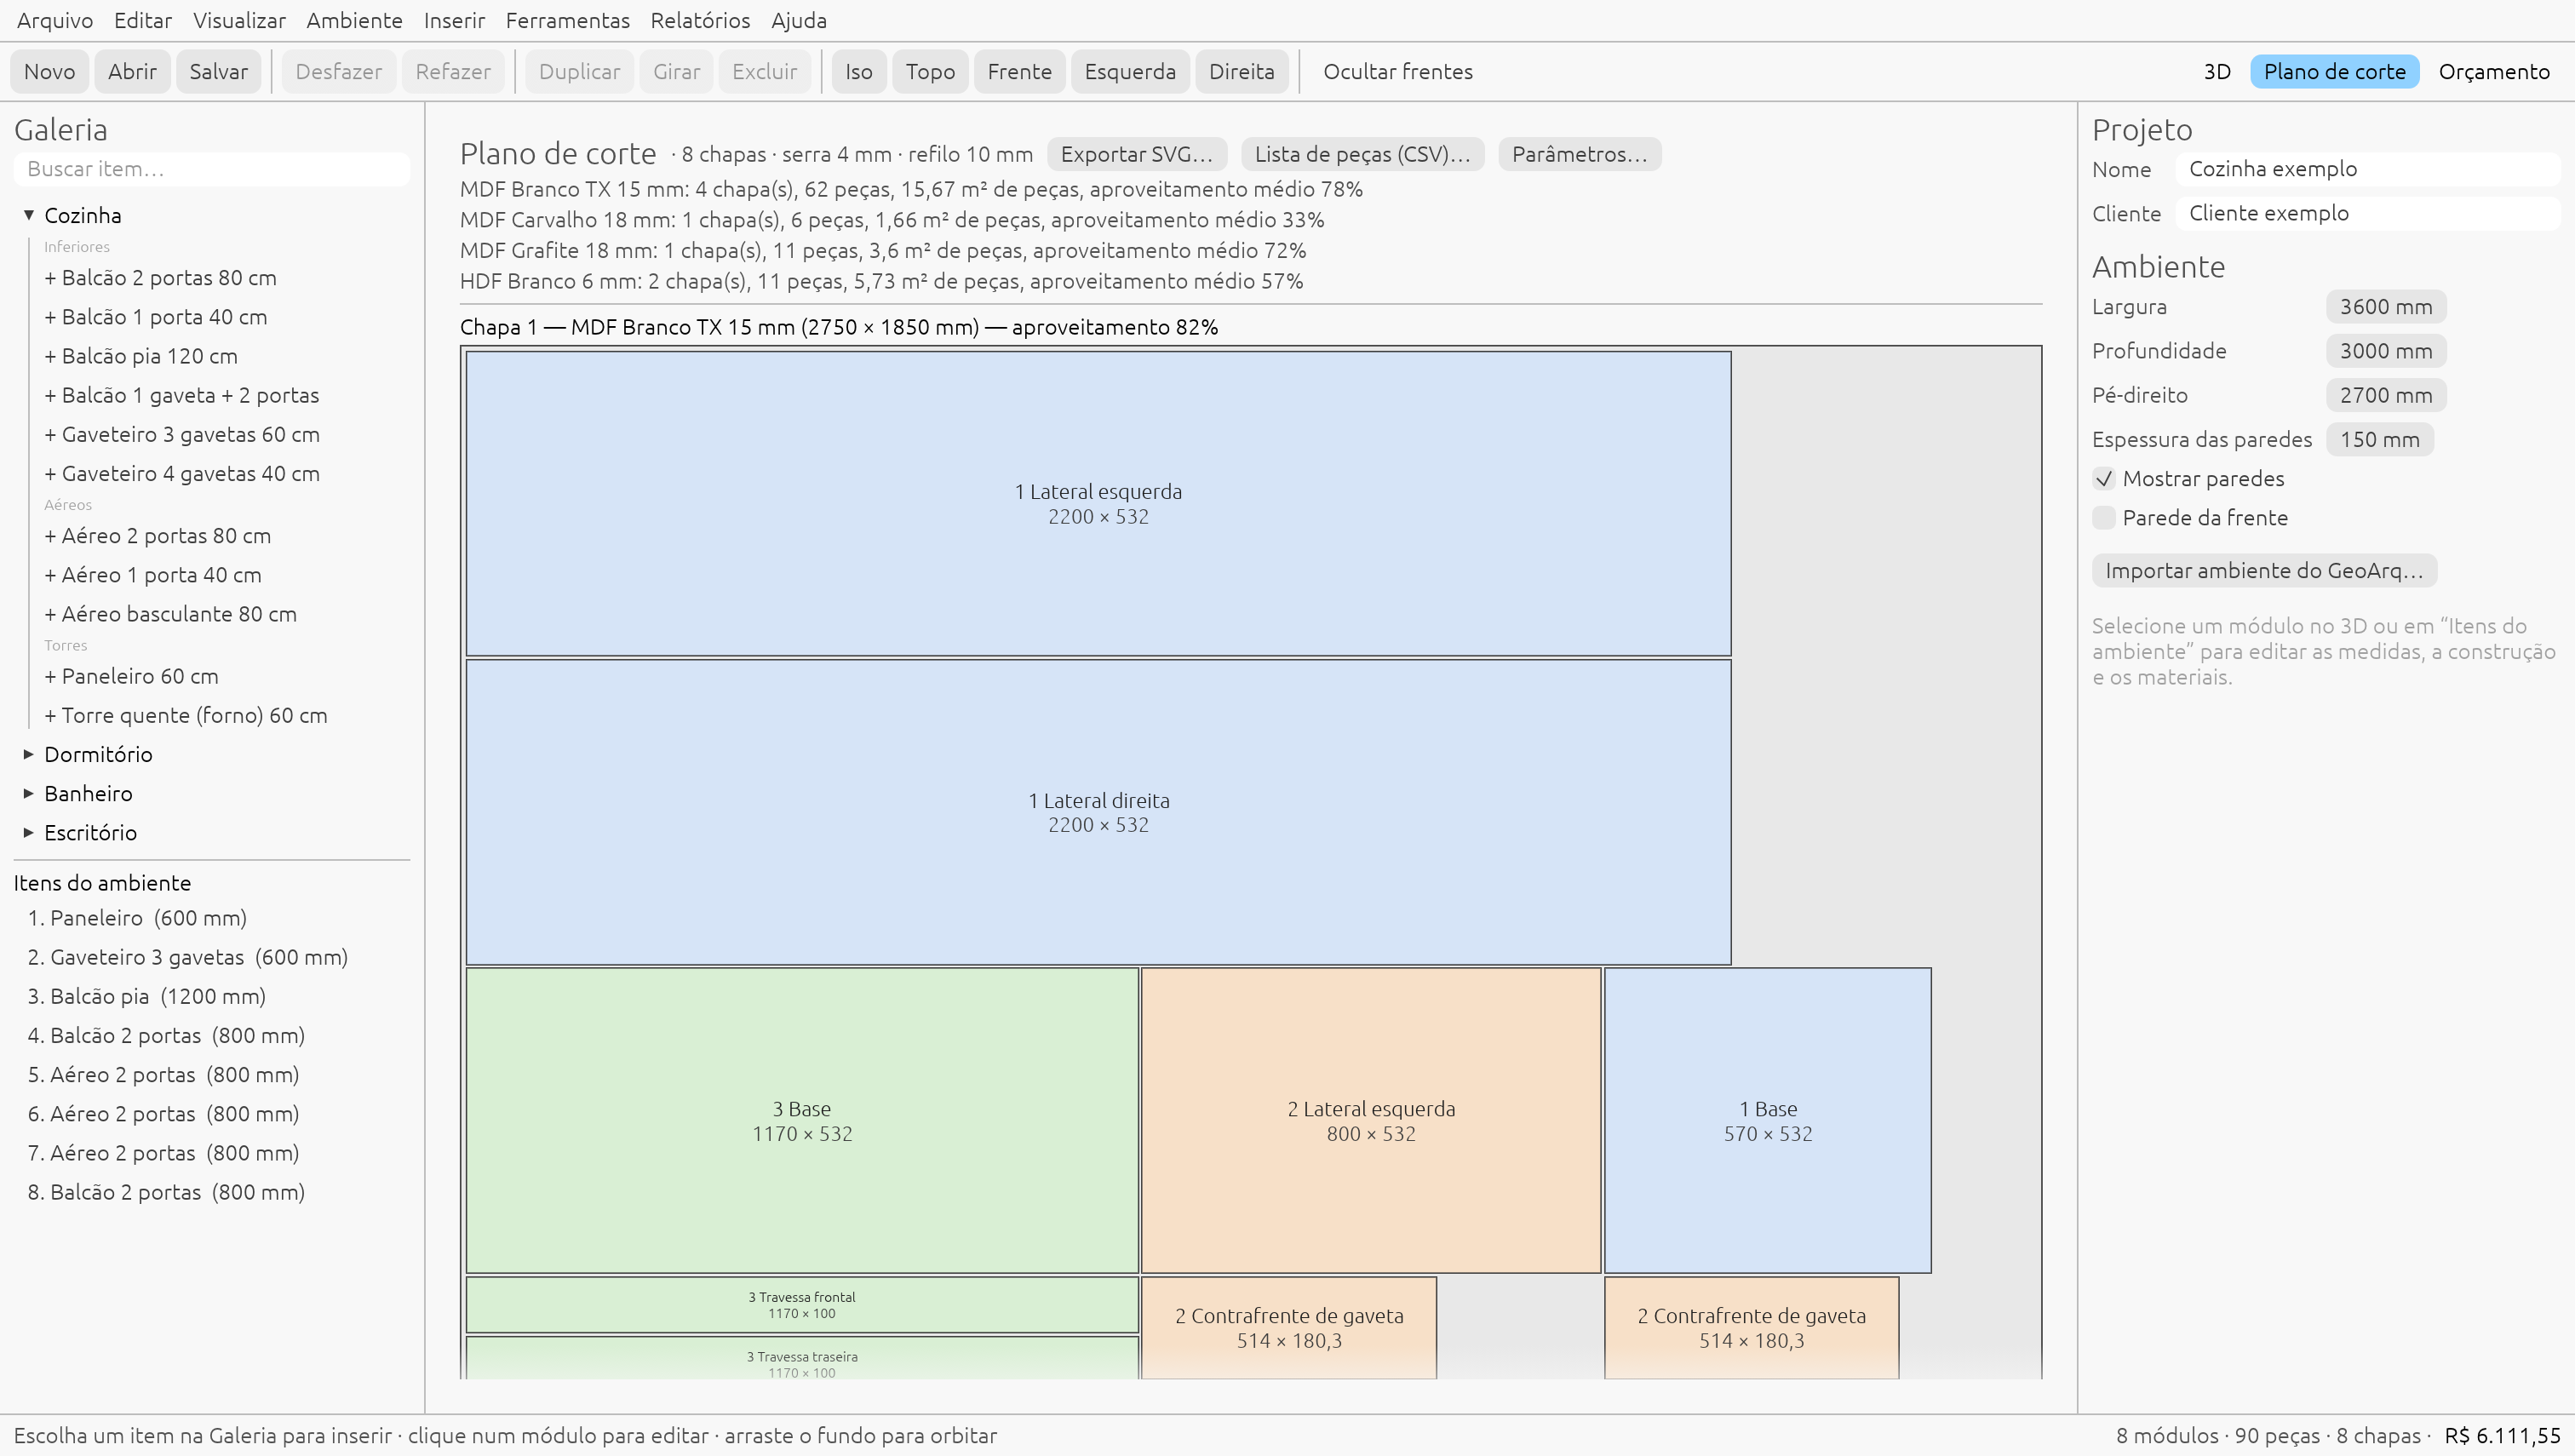 Arquivo Editar Visualizar Ambiente Inserir Ferramentas Relatórios Ajuda
Novo Abrir Salvar Desfazer Refazer Duplicar Girar Excluir Iso Topo Frente Esquerda Direita Ocultar frentes 3D Plano de corte Orçamento
Galeria
Buscar item…
▼ Cozinha
Inferiores
+ Balcão 2 portas 80 cm
+ Balcão 1 porta 40 cm
+ Balcão pia 120 cm
+ Balcão 1 gaveta + 2 portas
+ Gaveteiro 3 gavetas 60 cm
+ Gaveteiro 4 gavetas 40 cm
Aéreos
+ Aéreo 2 portas 80 cm
+ Aéreo 1 porta 40 cm
+ Aéreo basculante 80 cm
Torres
+ Paneleiro 60 cm
+ Torre quente (forno) 60 cm
▶ Dormitório
▶ Banheiro
▶ Escritório
Itens do ambiente
1. Paneleiro (600 mm)
2. Gaveteiro 3 gavetas (600 mm)
3. Balcão pia (1200 mm)
4. Balcão 2 portas (800 mm)
5. Aéreo 2 portas (800 mm)
6. Aéreo 2 portas (800 mm)
7. Aéreo 2 portas (800 mm)
8. Balcão 2 portas (800 mm)
Plano de corte · 8 chapas · serra 4 mm · refilo 10 mm Exportar SVG… Lista de peças (CSV)… Parâmetros…
MDF Branco TX 15 mm: 4 chapa(s), 62 peças, 15,67 m² de peças, aproveitamento médio 78%
MDF Carvalho 18 mm: 1 chapa(s), 6 peças, 1,66 m² de peças, aproveitamento médio 33%
MDF Grafite 18 mm: 1 chapa(s), 11 peças, 3,6 m² de peças, aproveitamento médio 72%
HDF Branco 6 mm: 2 chapa(s), 11 peças, 5,73 m² de peças, aproveitamento médio 57%
Chapa 1 — MDF Branco TX 15 mm (2750 × 1850 mm) — aproveitamento 82%
1 Lateral esquerda
2200 × 532
1 Lateral direita
2200 × 532
3 Base
1170 × 532
2 Lateral esquerda
800 × 532
1 Base
570 × 532
3 Travessa frontal
1170 × 100
2 Contrafrente de gaveta
514 × 180,3
2 Contrafrente de gaveta
514 × 180,3
3 Travessa traseira
1170 × 100
Projeto
Nome Cozinha exemplo
Cliente Cliente exemplo
Ambiente
Largura 3600 mm
Profundidade 3000 mm
Pé-direito 2700 mm
Espessura das paredes 150 mm
Mostrar paredes
Parede da frente
Importar ambiente do GeoArq…
Selecione um módulo no 3D ou em “Itens do
ambiente” para editar as medidas, a construção
e os materiais.
Escolha um item na Galeria para inserir · clique num módulo para editar · arraste o fundo para orbitar
8 módulos · 90 peças · 8 chapas · R$ 6.111,55